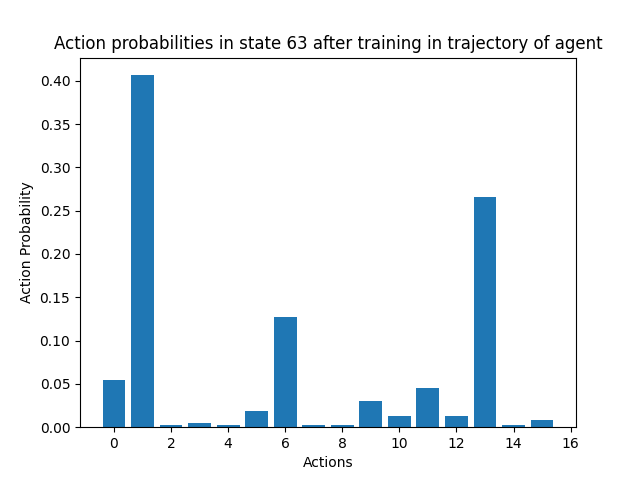 Action probabilities in state 63 after training in trajectory of agent
0.40
0.35
0.30
0.25
0.20
0.15
0.10
0.05
0.00
Action Probability
0 2 4 6 8 10 12 14 16
Actions